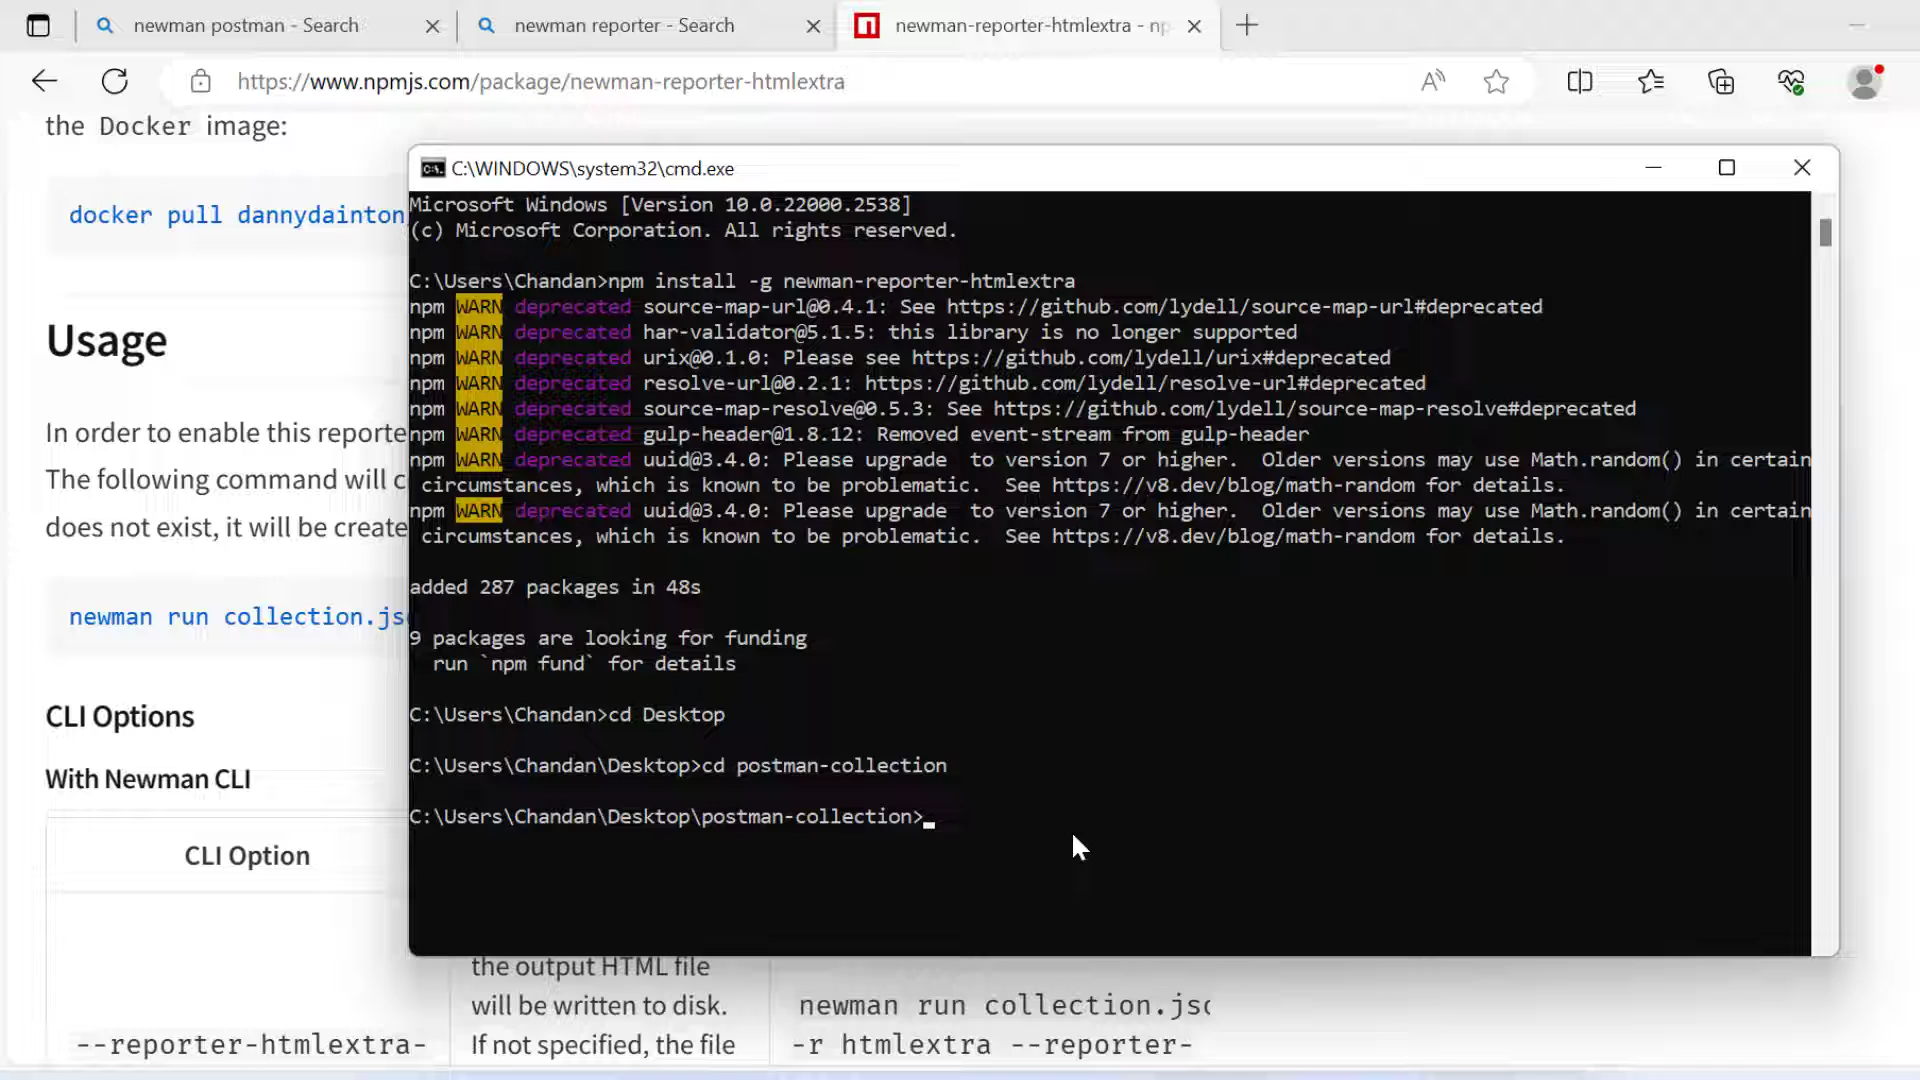 newman postman - Search
newman reporter - Search
newman-reporter-htmlextra - np
https://www.npmjs.com/package/newman-reporter-htmlextra
the Docker image:
docker pull dannydainton
Usage
In order to enable this reporte
The following command will c
does not exist, it will be create
newman run collection.js
CLI Options
With Newman CLI
CLI Option
--reporter-htmlextra-
C:\WINDOWS\system32\cmd.exe
Microsoft Windows [Version 10.0.22000.2538]
(c) Microsoft Corporation. All rights reserved.
C:\Users\Chandan>npm install -g newman-reporter-htmlextra
npm WARN deprecated source-map-url@0.4.1: See https://github.com/lydell/source-map-url#deprecated
npm WARN deprecated har-validator@5.1.5: this library is no longer supported
npm WARN deprecated urix@0.1.0: Please see https://github.com/lydell/urix#deprecated
npm WARN deprecated resolve-url@0.2.1: https://github.com/lydell/resolve-url#deprecated
npm WARN deprecated source-map-resolve@0.5.3: See https://github.com/lydell/source-map-resolve#deprecated
npm WARN deprecated gulp-header@1.8.12: Removed event-stream from gulp-header
npm WARN deprecated uuid@3.4.0: Please upgrade  to version 7 or higher.  Older versions may use Math.random() in certain
circumstances, which is known to be problematic.  See https://v8.dev/blog/math-random for details.
npm WARN deprecated uuid@3.4.0: Please upgrade  to version 7 or higher.  Older versions may use Math.random() in certain
circumstances, which is known to be problematic.  See https://v8.dev/blog/math-random for details.
added 287 packages in 48s
9 packages are looking for funding
run `npm fund` for details
C:\Users\Chandan>cd Desktop
C:\Users\Chandan\Desktop>cd postman-collection
C:\Users\Chandan\Desktop\postman-collection>
the output HTML file
will be written to disk.
If not specified, the file
newman run collection.jsc
-r htmlextra --reporter-